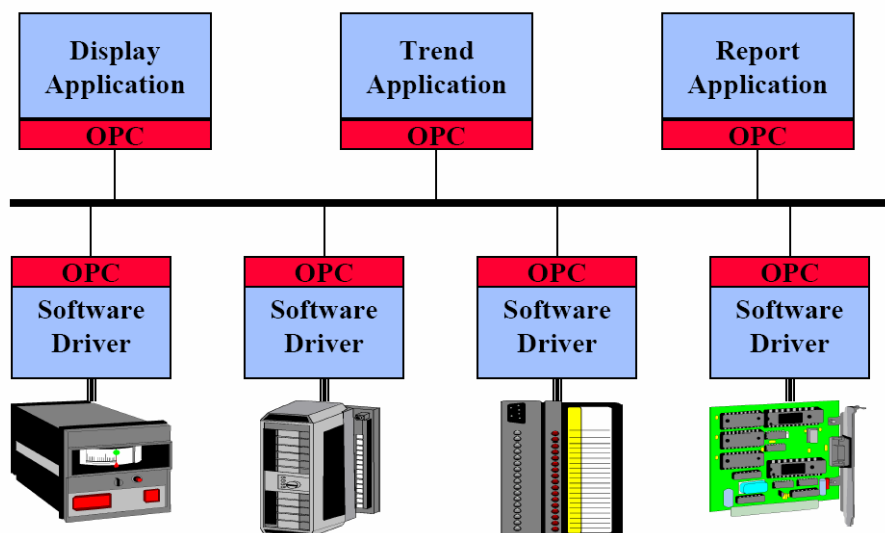 Display
Application
OPC
Trend
Application
OPC
Report
Application
OPC
OPC
Software
Driver
OPC
Software
Driver
OPC
Software
Driver
OPC
Software
Driver